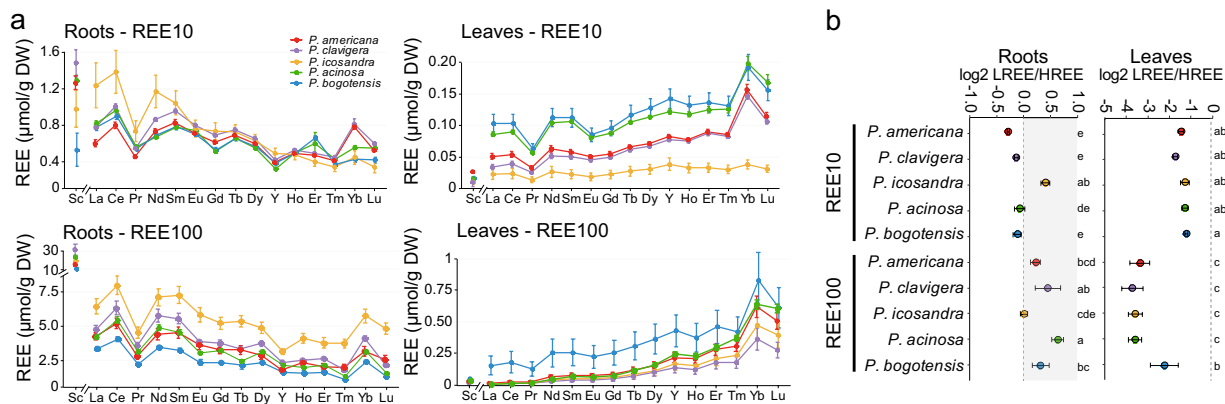 a
Roots - REE10
REE (µmol/g DW)
1.6
1.2
0.8
0.4
0
P. americana
P. clavigera
P. icosandra
P. acinosa
P. bogotensis
Sc La Ce Pr Nd Sm Eu Gd Tb Dy Y Ho Er Tm Yb Lu
Leaves - REE10
REE (µmol/g DW)
0.20
0.15
0.10
0.05
0
Sc La Ce Pr Nd Sm Eu Gd Tb Dy Y Ho Er Tm Yb Lu
Roots - REE100
REE (µmol/g DW)
30
10
7.5
5.0
2.5
0
Sc La Ce Pr Nd Sm Eu Gd Tb Dy Y Ho Er Tm Yb Lu
Leaves - REE100
REE (µmol/g DW)
1
0.75
0.5
0.25
0
Sc La Ce Pr Nd Sm Eu Gd Tb Dy Y Ho Er Tm Yb Lu
b
Roots
log2 LREE/HREE
-1.0 -0.5 0.0 0.5 1.0
Leaves
log2 LREE/HREE
-5 -4 -3 -2 -1 0
REE10
P. americana e ab
P. clavigera e ab
P. icosandra ab ab
P. acinosa de ab
P. bogotensis e a
REE100
P. americana bcd c
P. clavigera ab c
P. icosandra cde c
P. acinosa a c
P. bogotensis bc b